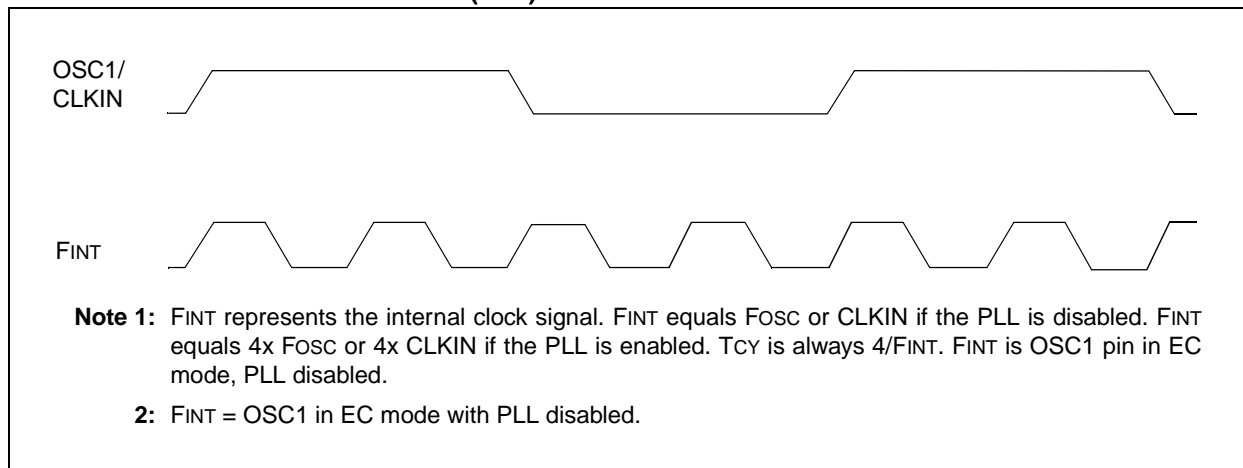 OSC1/
CLKIN
FINT
Note 1: FINT represents the internal clock signal. FINT equals FOSC or CLKIN if the PLL is disabled. FINT
equals 4x FOSC or 4x CLKIN if the PLL is enabled. TCY is always 4/FINT. FINT is OSC1 pin in EC
mode, PLL disabled.
2: FINT = OSC1 in EC mode with PLL disabled.